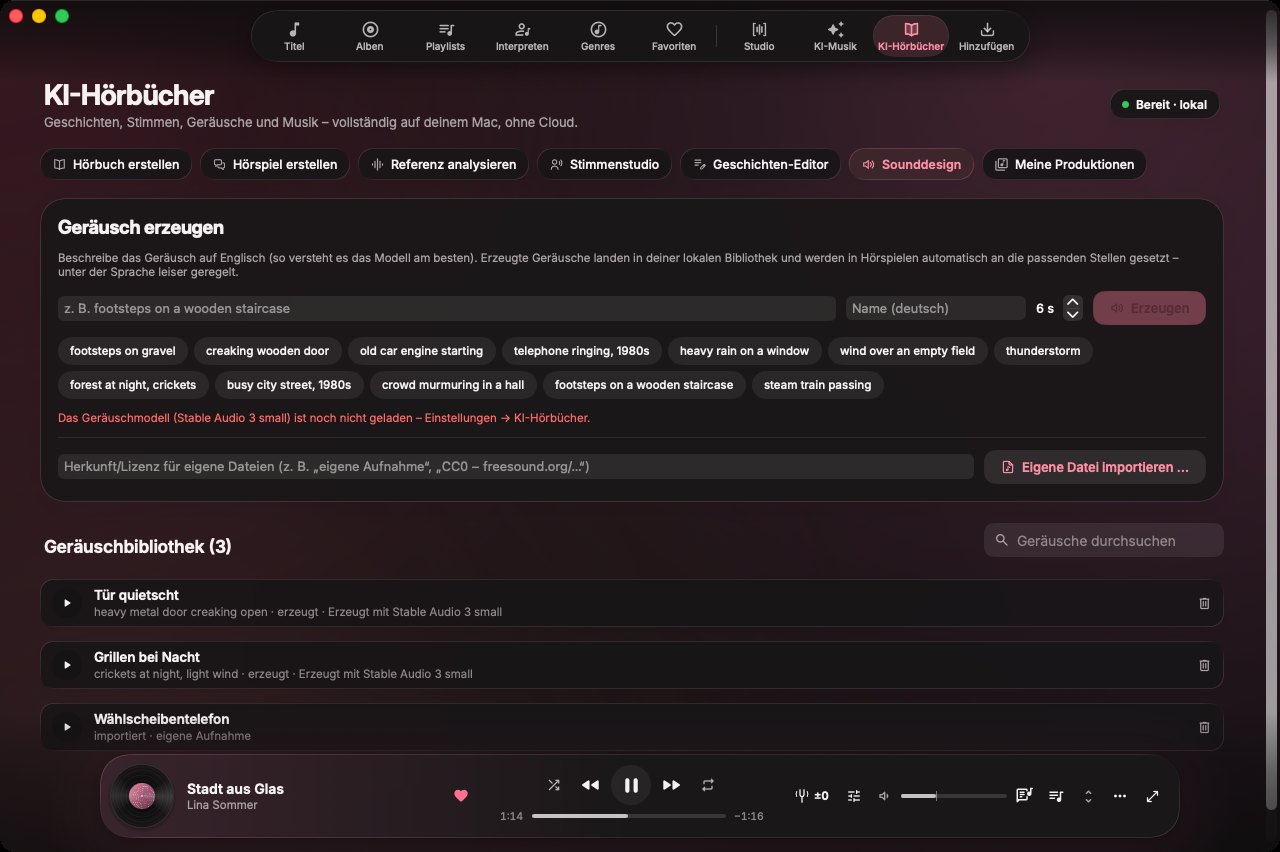 Titel
Alben
Playlists
Interpreten
Genres
Favoriten
Studio
KI-Musik
KI-Hörbücher
Hinzufügen
KI-Hörbücher
Geschichten, Stimmen, Geräusche und Musik – vollständig auf deinem Mac, ohne Cloud.
Bereit · lokal
Hörbuch erstellen
Hörspiel erstellen
Referenz analysieren
Stimmenstudio
Geschichten-Editor
Sounddesign
Meine Produktionen
Geräusch erzeugen
Beschreibe das Geräusch auf Englisch (so versteht es das Modell am besten). Erzeugte Geräusche landen in deiner lokalen Bibliothek und werden in Hörspielen automatisch an die passenden Stellen gesetzt –
unter der Sprache leiser geregelt.
z. B. footsteps on a wooden staircase
Name (deutsch)
6 s
Erzeugen
footsteps on gravel
creaking wooden door
old car engine starting
telephone ringing, 1980s
heavy rain on a window
wind over an empty field
thunderstorm
forest at night, crickets
busy city street, 1980s
crowd murmuring in a hall
footsteps on a wooden staircase
steam train passing
Das Geräuschmodell (Stable Audio 3 small) ist noch nicht geladen – Einstellungen → KI-Hörbücher.
Herkunft/Lizenz für eigene Dateien (z. B. „eigene Aufnahme“, „CC0 – freesound.org/…“)
Eigene Datei importieren ...
Geräuschbibliothek (3)
Geräusche durchsuchen
Tür quietscht
heavy metal door creaking open · erzeugt · Erzeugt mit Stable Audio 3 small
Grillen bei Nacht
crickets at night, light wind · erzeugt · Erzeugt mit Stable Audio 3 small
Wählscheibentelefon
importiert · eigene Aufnahme
Stadt aus Glas
Lina Sommer
1:14
−1:16
±0